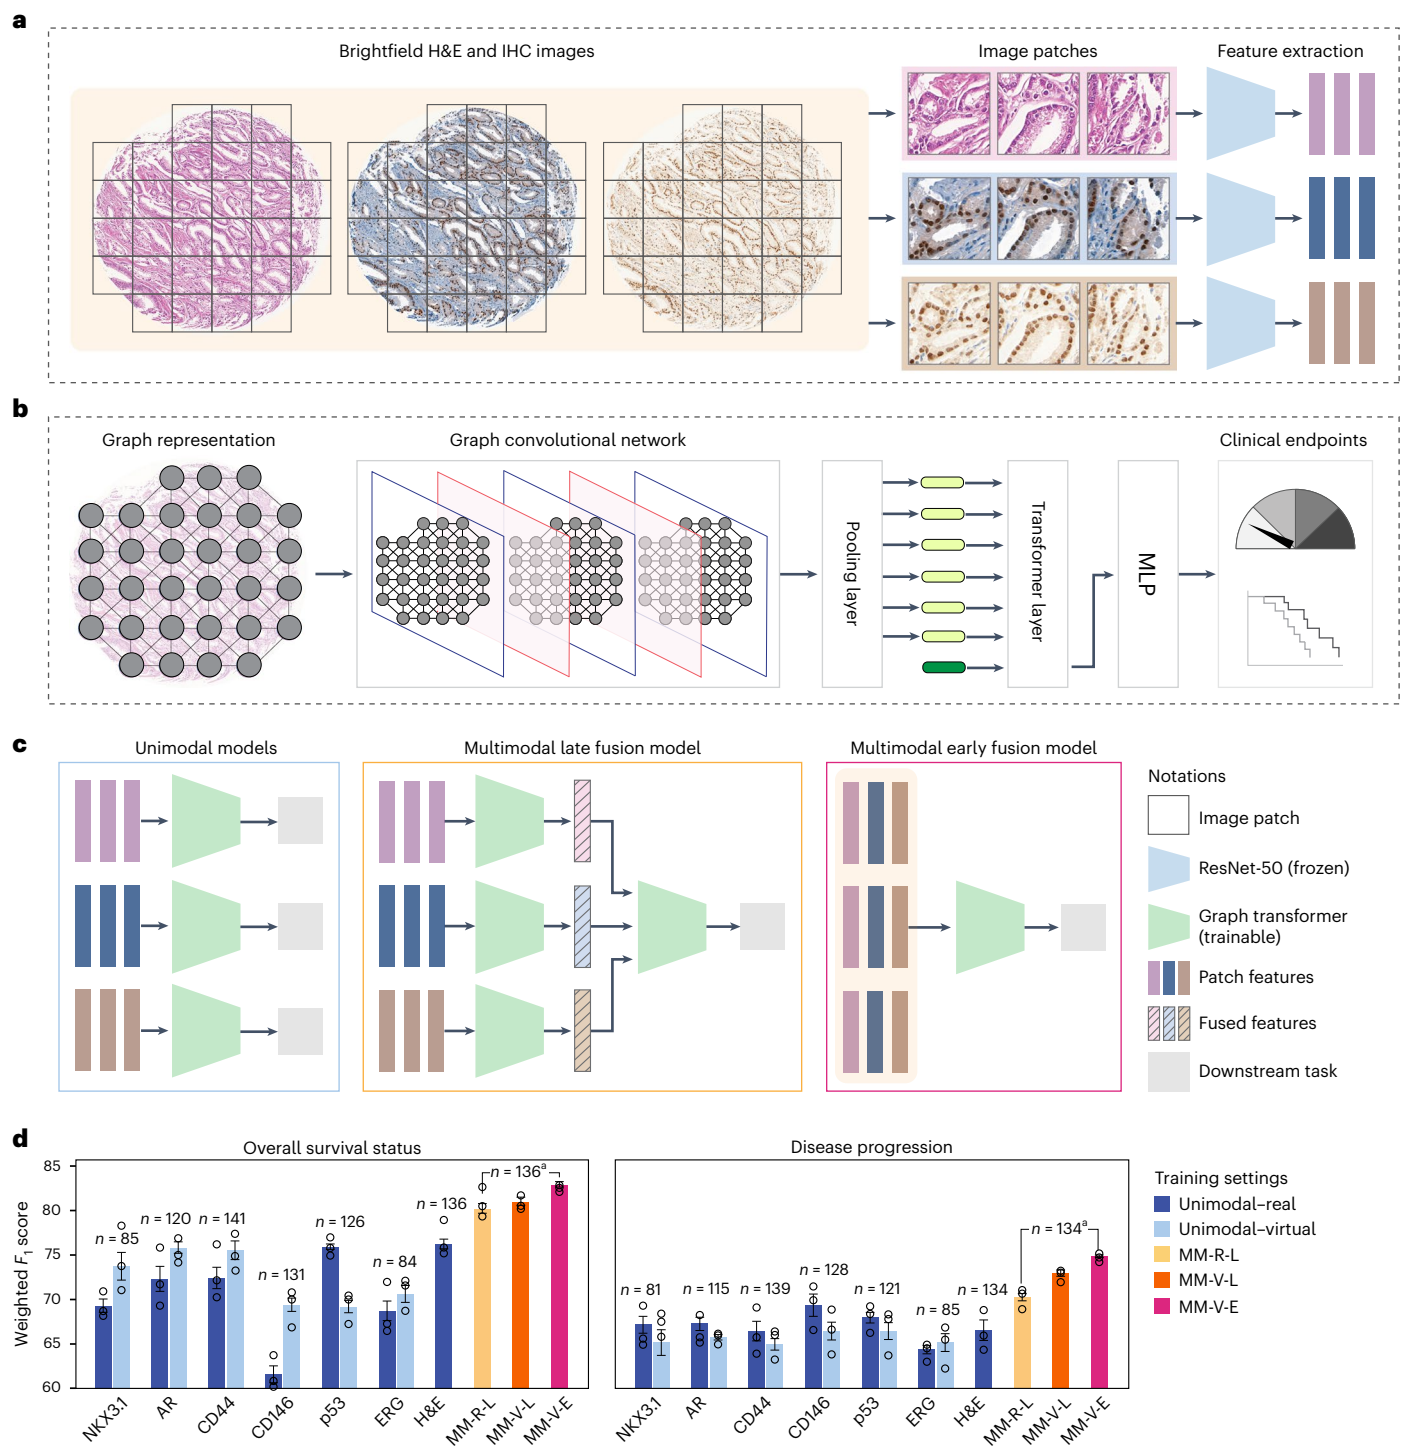 a
Brightfield H&E and IHC images
Image patches
Feature extraction
b
Graph representation
Graph convolutional network
Clinical endpoints
Pooling layer
Transformer layer
MLP
c
Unimodal models
Multimodal late fusion model
Multimodal early fusion model
Notations
Image patch
ResNet-50 (frozen)
Graph transformer
(trainable)
Patch features
Fused features
Downstream task
d
Overall survival status
Disease progression
Weighted F1 score
85
80
75
70
65
60
n = 85
n = 120
n = 141
n = 131
n = 126
n = 84
n = 136
n = 136a
NKX3.1
AR
CD44
CD146
p53
ERG
H&E
MM-R-L
MM-V-L
MM-V-E
n = 81
n = 115
n = 139
n = 128
n = 121
n = 85
n = 134
n = 134a
NKX3.1
AR
CD44
CD146
p53
ERG
H&E
MM-R-L
MM-V-L
MM-V-E
Training settings
Unimodal–real
Unimodal–virtual
MM-R-L
MM-V-L
MM-V-E